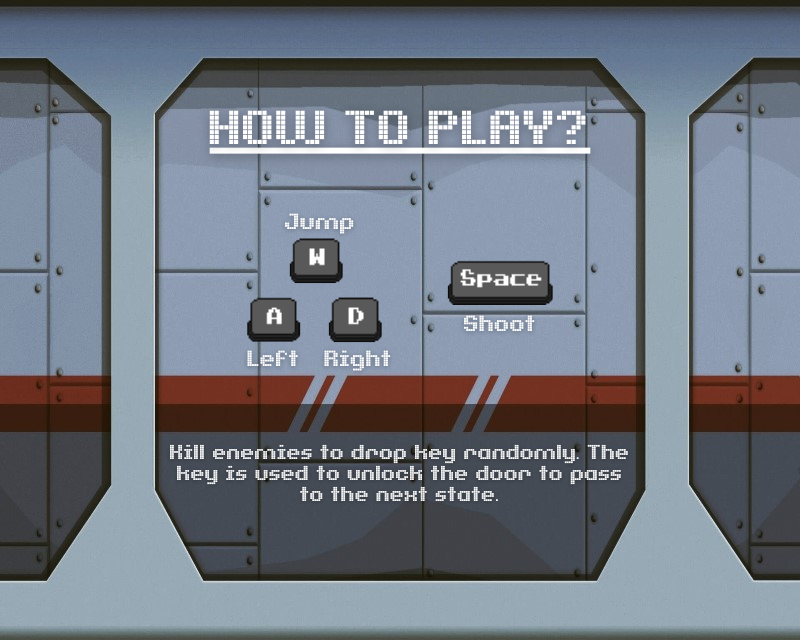 HOW TO PLAY?
Jump
W
A
D
Left
Right
Space
Shoot
Kill enemies to drop key randomly. The
key is used to unlock the door to pass
to the next state.